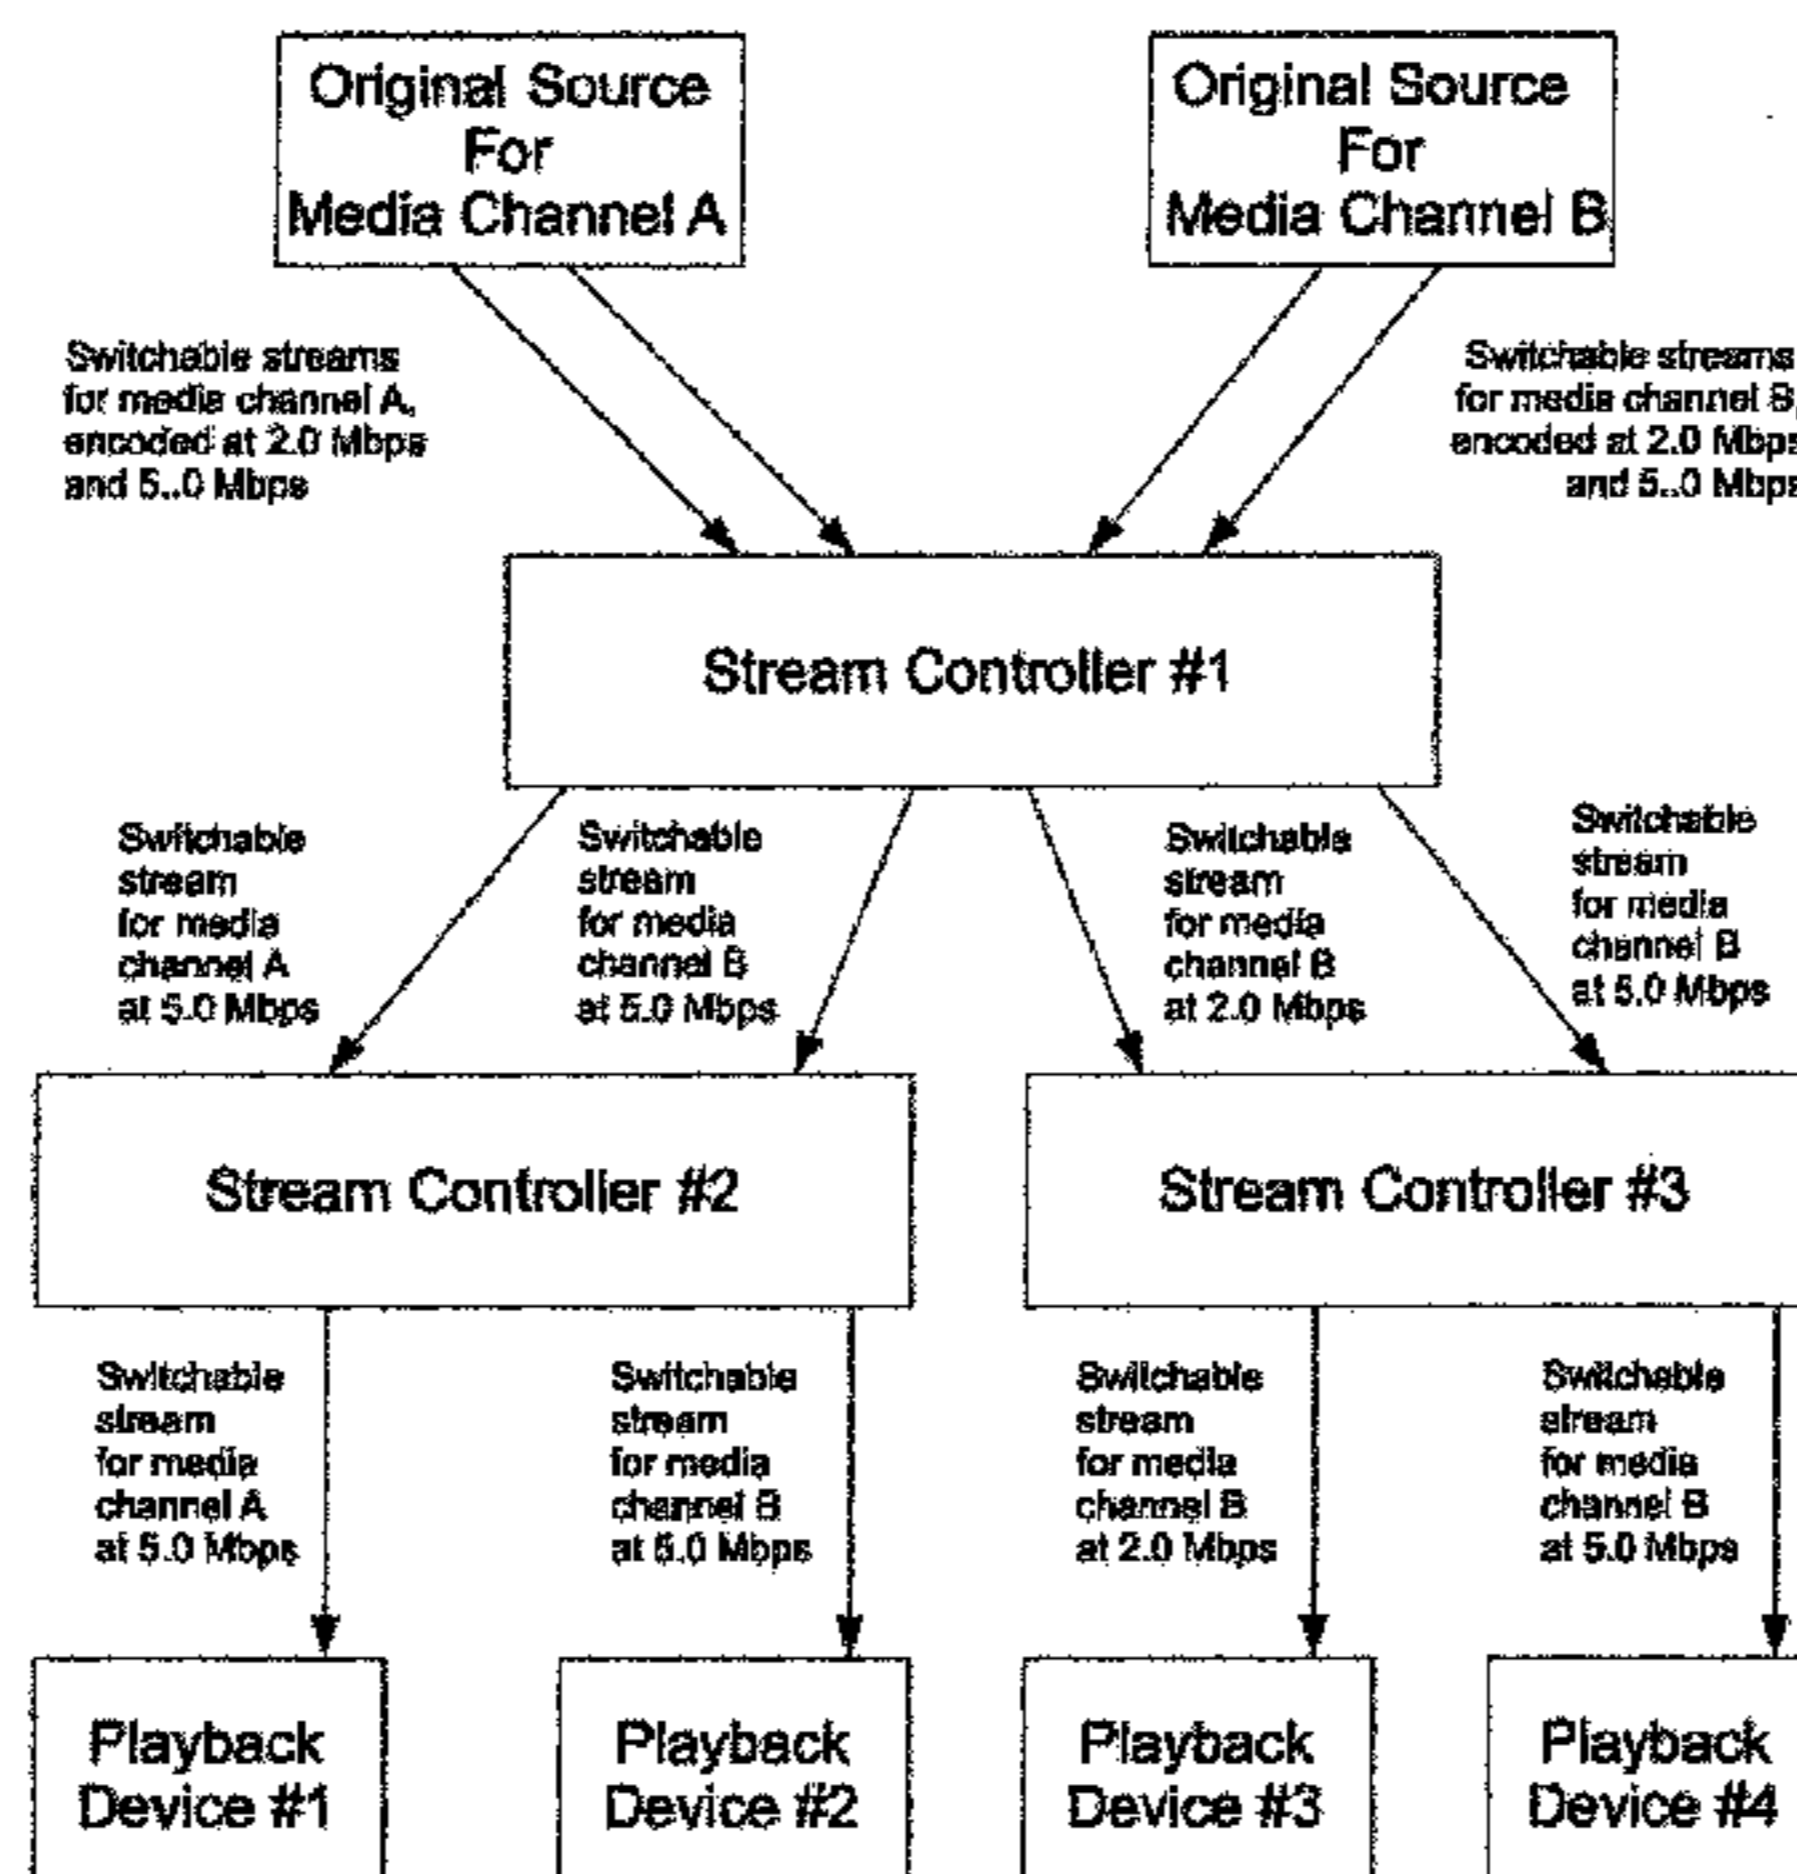 Original Source
For
Media Channel A
Original Source
For
Media Channel B
Switchable streams
for media channel A,
encoded at 2.0 Mbps
and 5..0 Mbps
Switchable streams
for media channel B,
encoded at 2.0 Mbps
and 5..0 Mbps
Stream Controller #1
Switchable
stream
for media
channel A
at 5.0 Mbps
Switchable
stream
for media
channel B
at 5.0 Mbps
Switchable
stream
for media
channel B
at 2.0 Mbps
Switchable
stream
for media
channel B
at 5.0 Mbps
Stream Controller #2
Stream Controller #3
Switchable
stream
for media
channel A
at 5.0 Mbps
Switchable
stream
for media
channel B
at 5.0 Mbps
Switchable
stream
for media
channel B
at 2.0 Mbps
Switchable
stream
for media
channel B
at 5.0 Mbps
Playback
Device #1
Playback
Device #2
Playback
Device #3
Playback
Device #4